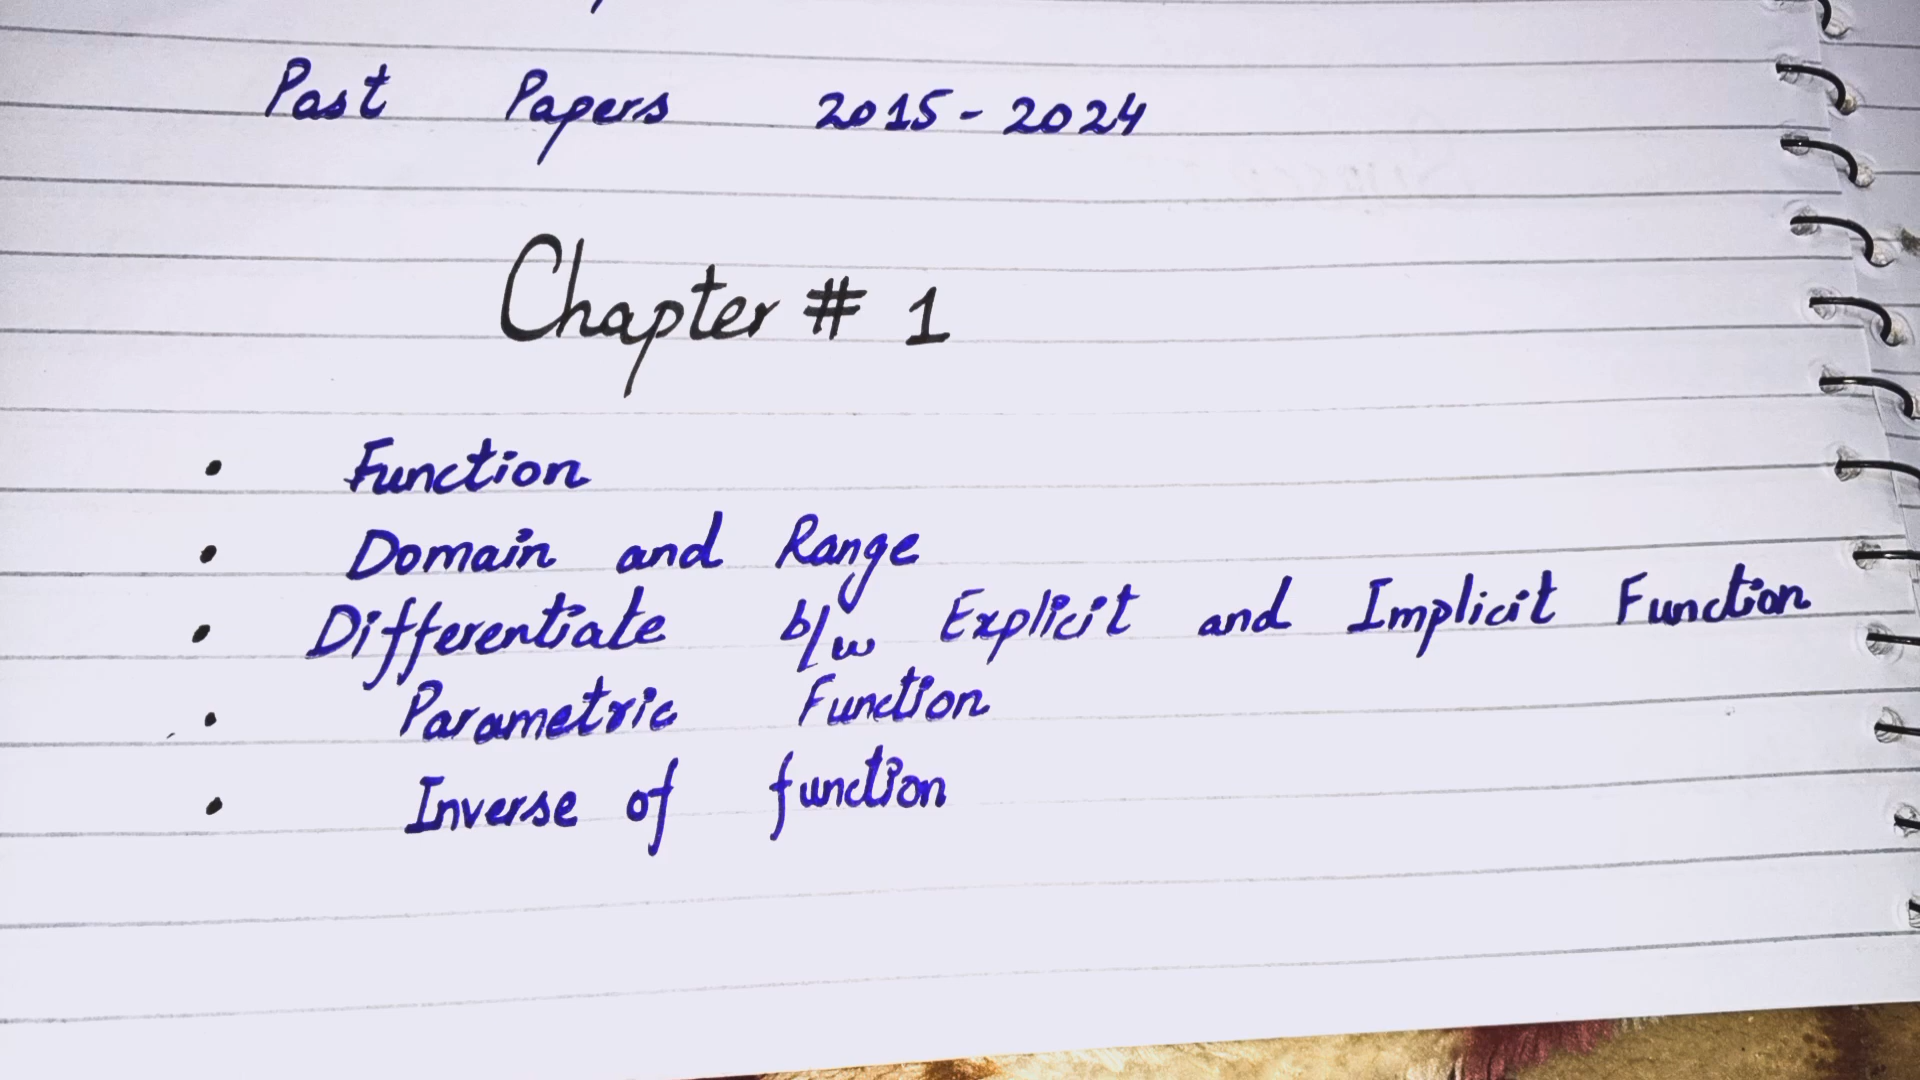 Past Papers 2015-2024
Chapter # 1
• Function
• Domain and Range
• Differentiate b/w Explicit and Implicit Function
• Parametric Function
• Inverse of function